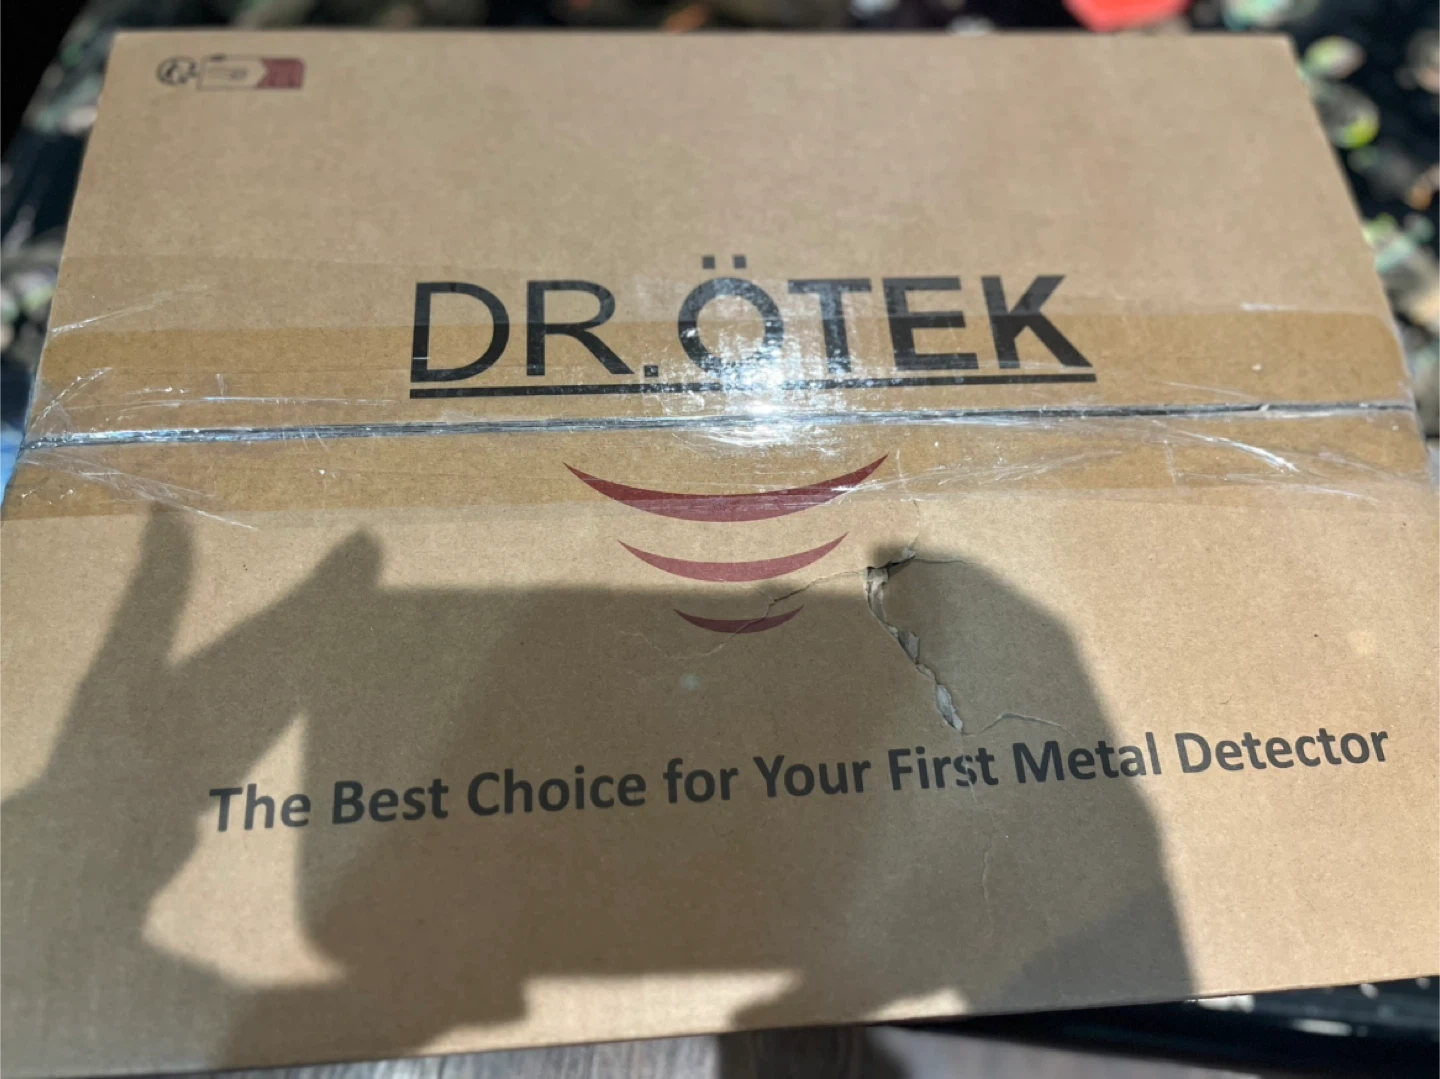 DR.ÖTEK
The Best Choice for Your First Metal Detector